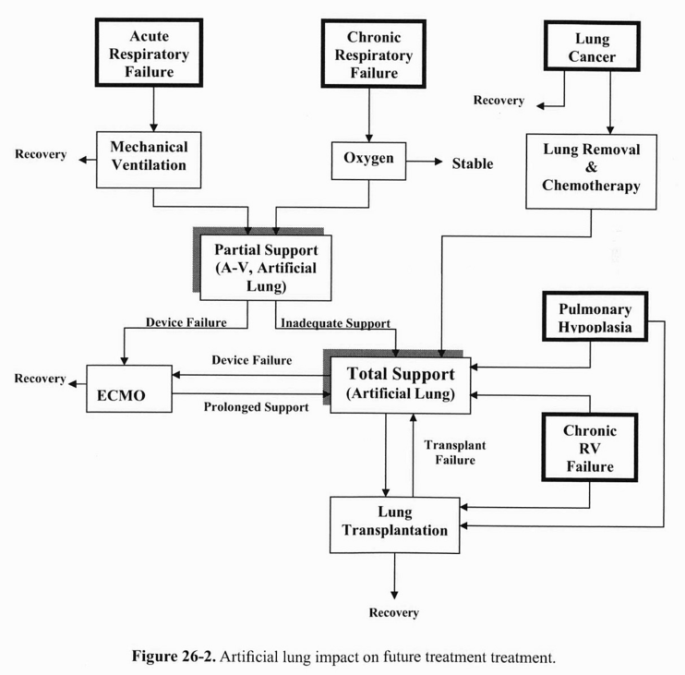 Acute
Respiratory
Failure
Chronic
Respiratory
Failure
Lung
Cancer
Recovery
Recovery
Mechanical
Ventilation
Oxygen
Stable
Lung Removal
&
Chemotherapy
Partial Support
(A-V, Artificial
Lung)
Pulmonary
Hypoplasia
Device Failure
Inadequate Support
Device Failure
Recovery
ECMO
Total Support
(Artificial Lung)
Prolonged Support
Chronic
RV
Failure
Transplant
Failure
Lung
Transplantation
Recovery
Figure 26-2. Artificial lung impact on future treatment treatment.